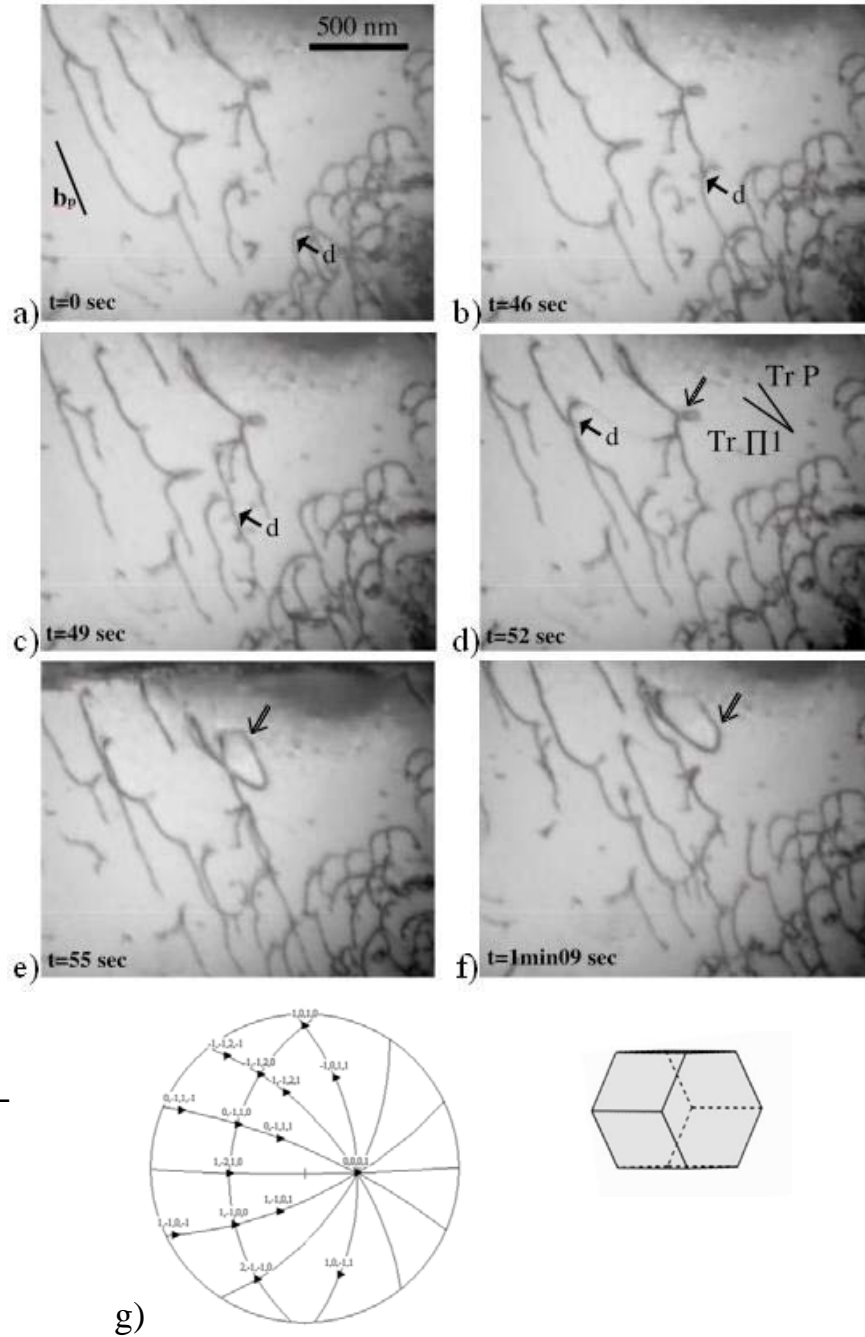 500 nm
b_p
d
a) t=0 sec
d
b) t=46 sec
d
c) t=49 sec
Tr P
Tr Π1
d
d) t=52 sec
e) t=55 sec
f) t=1min09 sec
-1,0,1,0
-1,-1,2,-1
-1,-1,2,0
-1,0,1,1
-1,-1,2,1
0,-1,1,-1
0,-1,1,0
0,-1,1,1
1,-2,1,0
0,0,0,1
1,-1,0,-1
1,-1,0,0
1,-1,0,1
2,-1,-1,0
1,0,-1,1
g)